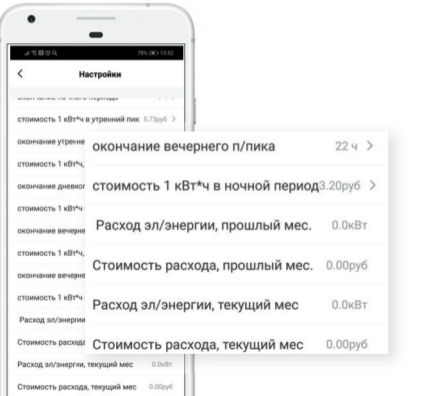 78% 10:52
Настройки
стоимость 1 кВт*ч в утренний пик 5.73руб >
окончание утренне
стоимость 1 кВт*ч,
окончание дневног
стоимость 1 кВт*ч
окончание вечерне
стоимость 1 кВт*ч,
окончание вечерне
стоимость 1 кВт*ч
Расход эл/энергии
Стоимость расхода
Расход эл/энергии, текущий мес 0.0кВт
Стоимость расхода, текущий мес 0.00руб
окончание вечернего п/пика 22 ч >
стоимость 1 кВт*ч в ночной период 3.20руб >
Расход эл/энергии, прошлый мес. 0.0кВт
Стоимость расхода, прошлый мес. 0.00руб
Расход эл/энергии, текущий мес 0.0кВт
Стоимость расхода, текущий мес 0.00руб